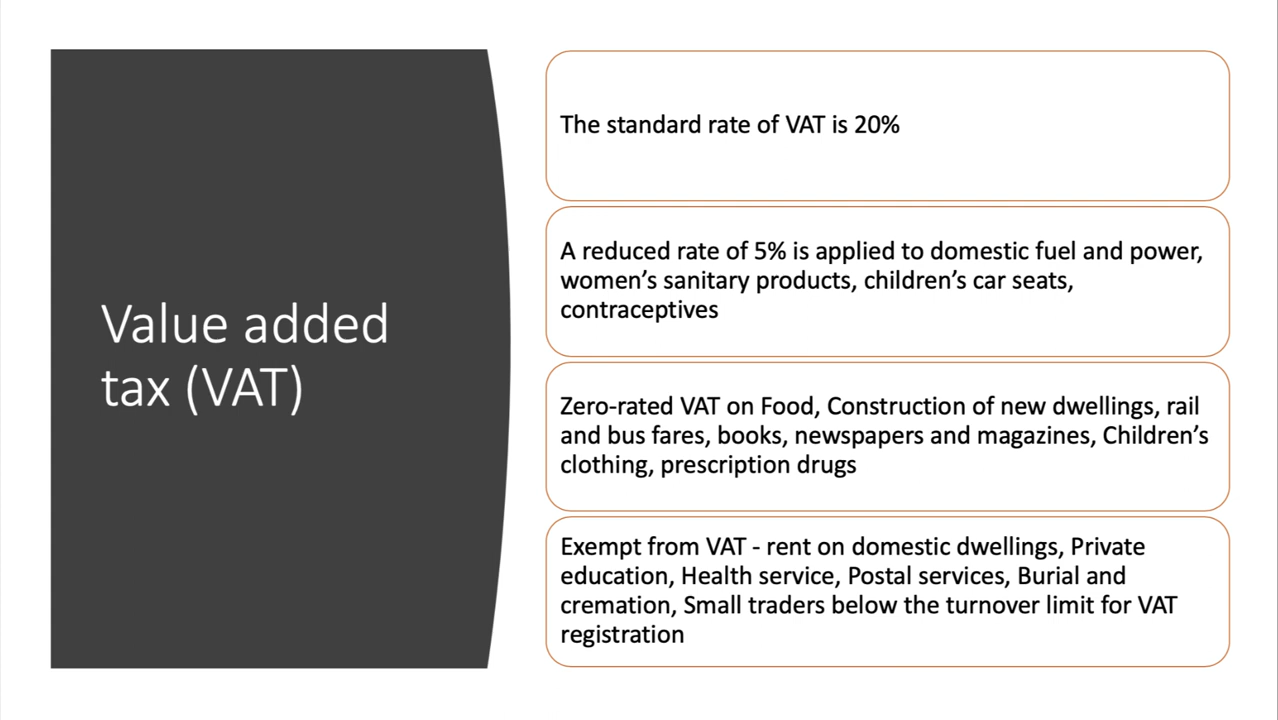 Value added
tax (VAT)
The standard rate of VAT is 20%
A reduced rate of 5% is applied to domestic fuel and power,
women’s sanitary products, children’s car seats,
contraceptives
Zero-rated VAT on Food, Construction of new dwellings, rail
and bus fares, books, newspapers and magazines, Children’s
clothing, prescription drugs
Exempt from VAT - rent on domestic dwellings, Private
education, Health service, Postal services, Burial and
cremation, Small traders below the turnover limit for VAT
registration